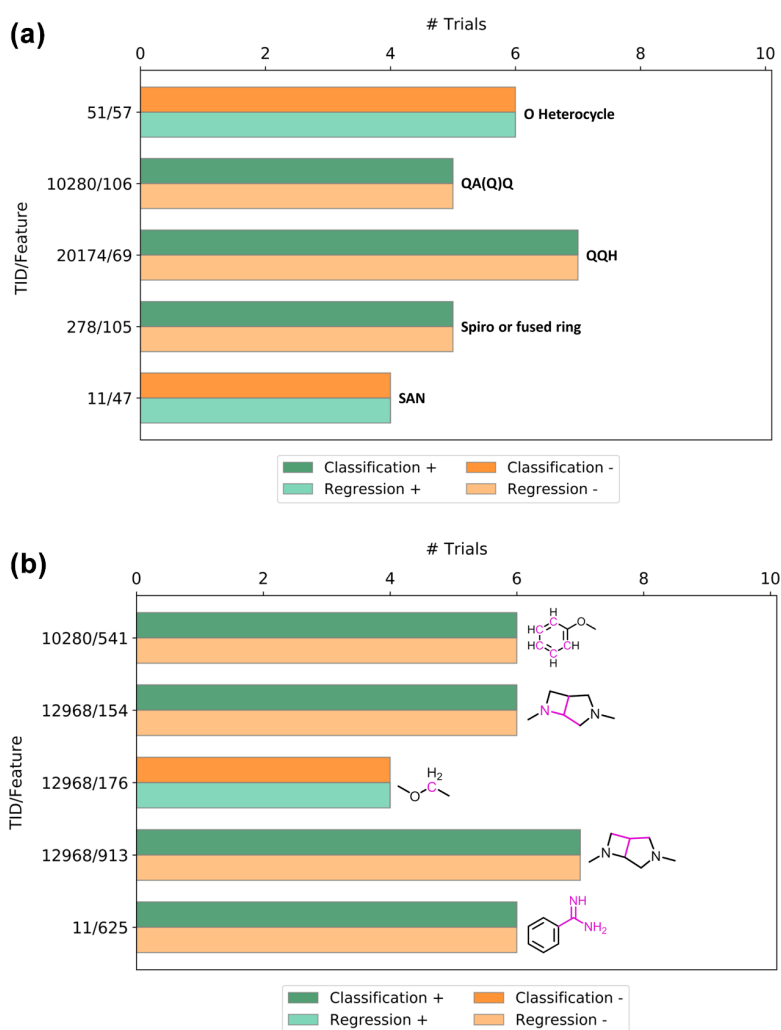 (a)
# Trials
0 2 4 6 8 10
TID/Feature
51/57
O Heterocycle
10280/106
QA(Q)Q
20174/69
QQH
278/105
Spiro or fused ring
11/47
SAN
Classification + Classification -
Regression + Regression -
(b)
# Trials
0 2 4 6 8 10
TID/Feature
10280/541
H
HC C O
HC C CH
H
12968/154
N N
12968/176
H2
O C
12968/913
N N
11/625
NH
NH2
Classification + Classification -
Regression + Regression -